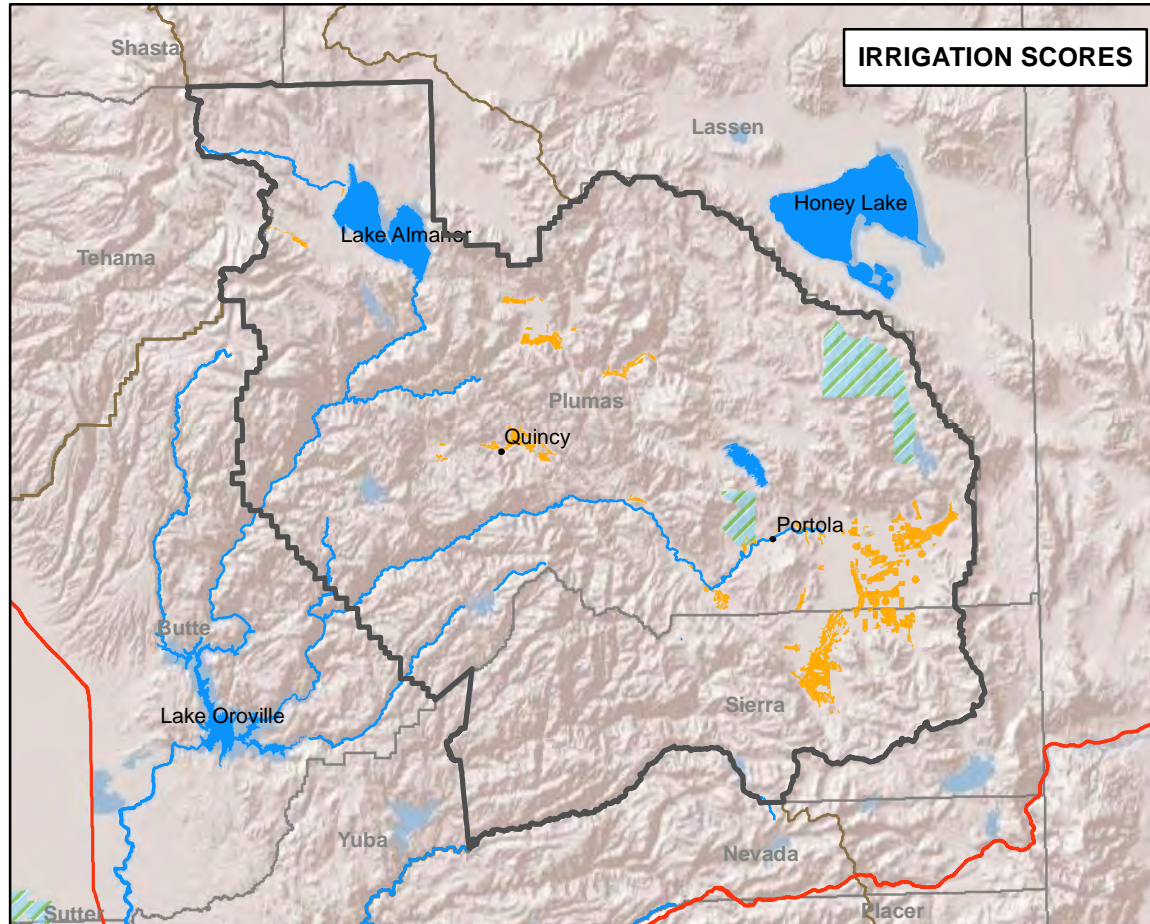 Shasta
IRRIGATION SCORES
Lassen
Honey Lake
Lake Almanor
Tehama
Plumas
Quincy
Portola
Butte
Sierra
Lake Oroville
Yuba
Nevada
Sutter
Placer